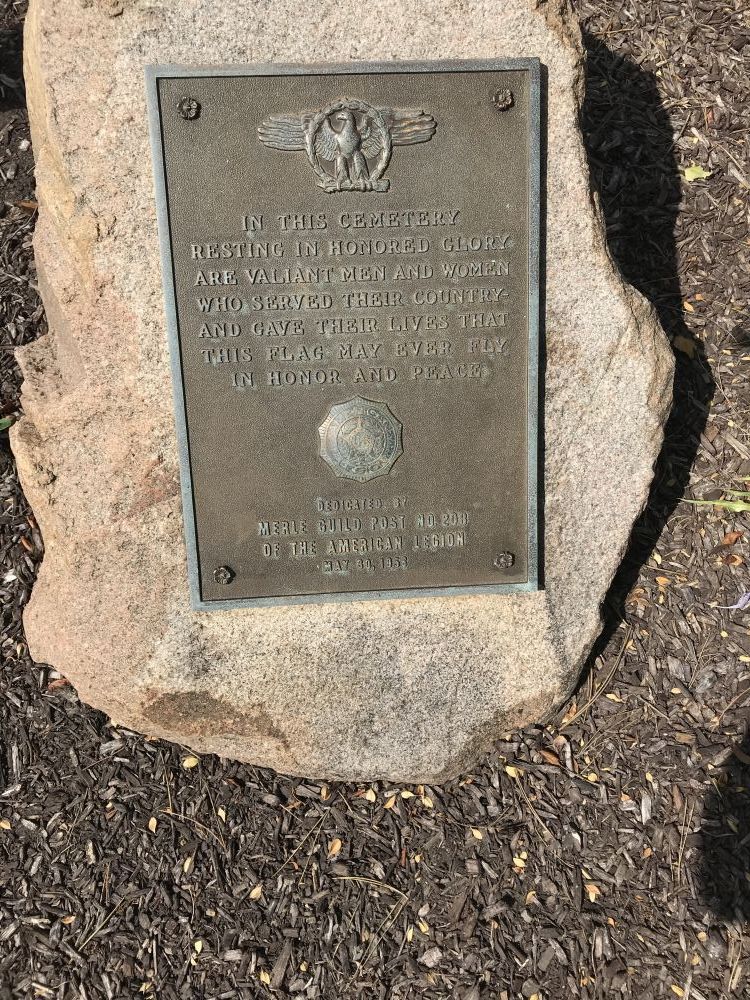 IN THIS CEMETERY
RESTING IN HONORED GLORY
ARE VALIANT MEN AND WOMEN
WHO SERVED THEIR COUNTRY-
AND GAVE THEIR LIVES THAT
THIS FLAG MAY EVER FLY
IN HONOR AND PEACE
DEDICATED BY
MERLE GUILD POST NO. 208
OF THE AMERICAN LEGION
MAY 30,